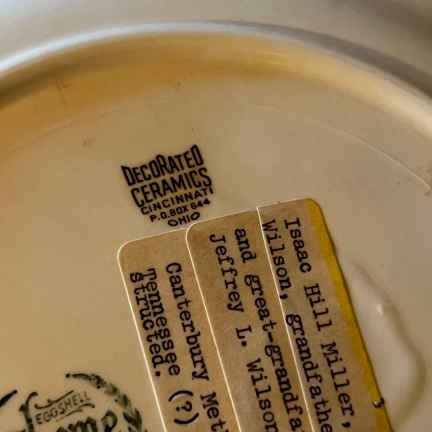 DECORATED
CERAMICS
CINCINNATI
P.O. BOX 644
OHIO
Isaac Hill Miller,
Wilson, grandfathe
and great-grandfa
Jeffrey L. Wilson
Canterbury Met
Tennessee (?)
structed.
EGGSHELL